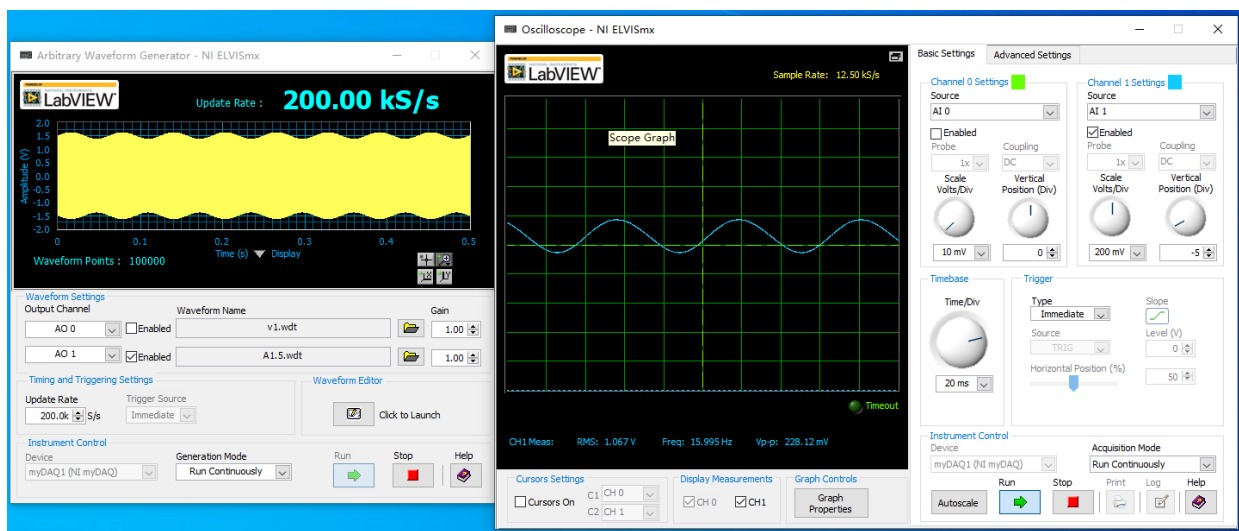 Arbitrary Waveform Generator - NI ELVISmx
POWERED BY
NATIONAL INSTRUMENTS
LabVIEW
Update Rate : 200.00 kS/s
Amplitude (V)
2.0
1.5
1.0
0.5
0.0
-0.5
-1.0
-1.5
-2.0
0 0.1 0.2 0.3 0.4 0.5
Time (s) Display
Waveform Points : 100000
Waveform Settings
Output Channel Waveform Name Gain
AO 0 Enabled v1.wdt 1.00
AO 1 Enabled A1.5.wdt 1.00
Timing and Triggering Settings
Update Rate Trigger Source
200.0k S/s Immediate
Waveform Editor
Click to Launch
Instrument Control
Device Generation Mode Run Stop Help
myDAQ1 (NI myDAQ) Run Continuously
Oscilloscope - NI ELVISmx
LabVIEW
Sample Rate: 12.50 kS/s
Scope Graph
Timeout
CH1 Meas: RMS: 1.067 V Freq: 15.995 Hz Vp-p: 228.12 mV
Cursors Settings
Cursors On
C1 CH 0
C2 CH 1
Display Measurements
CH 0 CH1
Graph Controls
Graph
Properties
Basic Settings Advanced Settings
Channel 0 Settings
Source
AI 0
Enabled
Probe Coupling
1x DC
Scale Vertical
Volts/Div Position (Div)
10 mV 0
Channel 1 Settings
Source
AI 1
Enabled
Probe Coupling
1x DC
Scale Vertical
Volts/Div Position (Div)
200 mV -5
Timebase
Time/Div
20 ms
Trigger
Type Slope
Immediate
Source Level (V)
TRIG 0
Horizontal Position (%)
50
Instrument Control
Device Acquisition Mode
myDAQ1 (NI myDAQ) Run Continuously
Run Stop Print Log Help
Autoscale